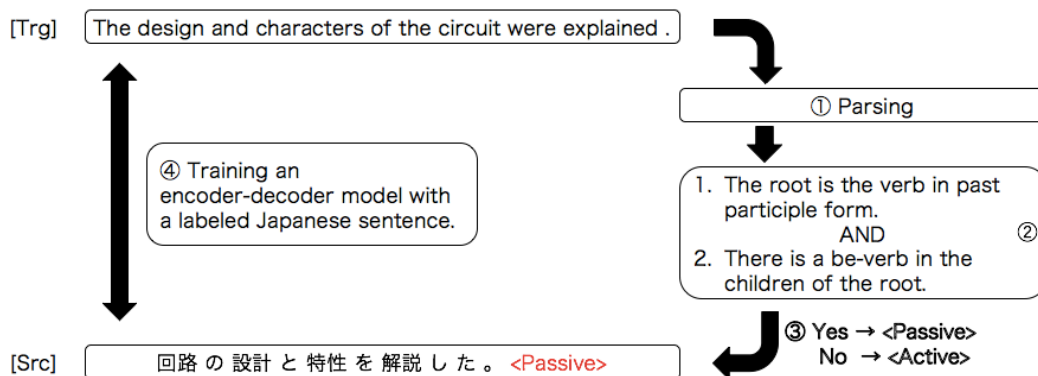 [Trg] The design and characters of the circuit were explained .
① Parsing
④ Training an
encoder-decoder model with
a labeled Japanese sentence.
1. The root is the verb in past
participle form.
AND ②
2. There is a be-verb in the
children of the root.
③ Yes → <Passive>
No → <Active>
[Src] 回路 の 設計 と 特性 を 解説 し た 。 <Passive>